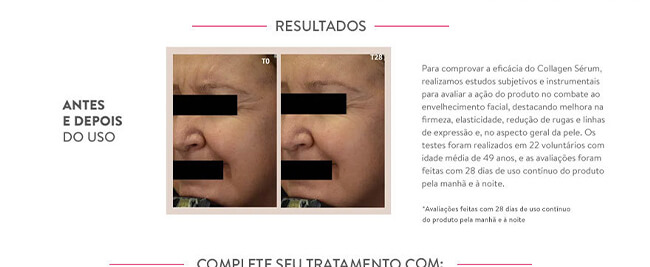 RESULTADOS
T0
T28
ANTES
E DEPOIS
DO USO
Para comprovar a eficácia do Collagen Sérum,
realizamos estudos subjetivos e instrumentais
para avaliar a ação do produto no combate ao
envelhecimento facial, destacando melhora na
firmeza, elasticidade, redução de rugas e linhas
de expressão e, no aspecto geral da pele. Os
testes foram realizados em 22 voluntários com
idade média de 49 anos, e as avaliações foram
feitas com 28 dias de uso contínuo do produto
pela manhã e à noite.
*Avaliações feitas com 28 dias de uso contínuo
do produto pela manhã e à noite
COMPLETE SEU TRATAMENTO COM: